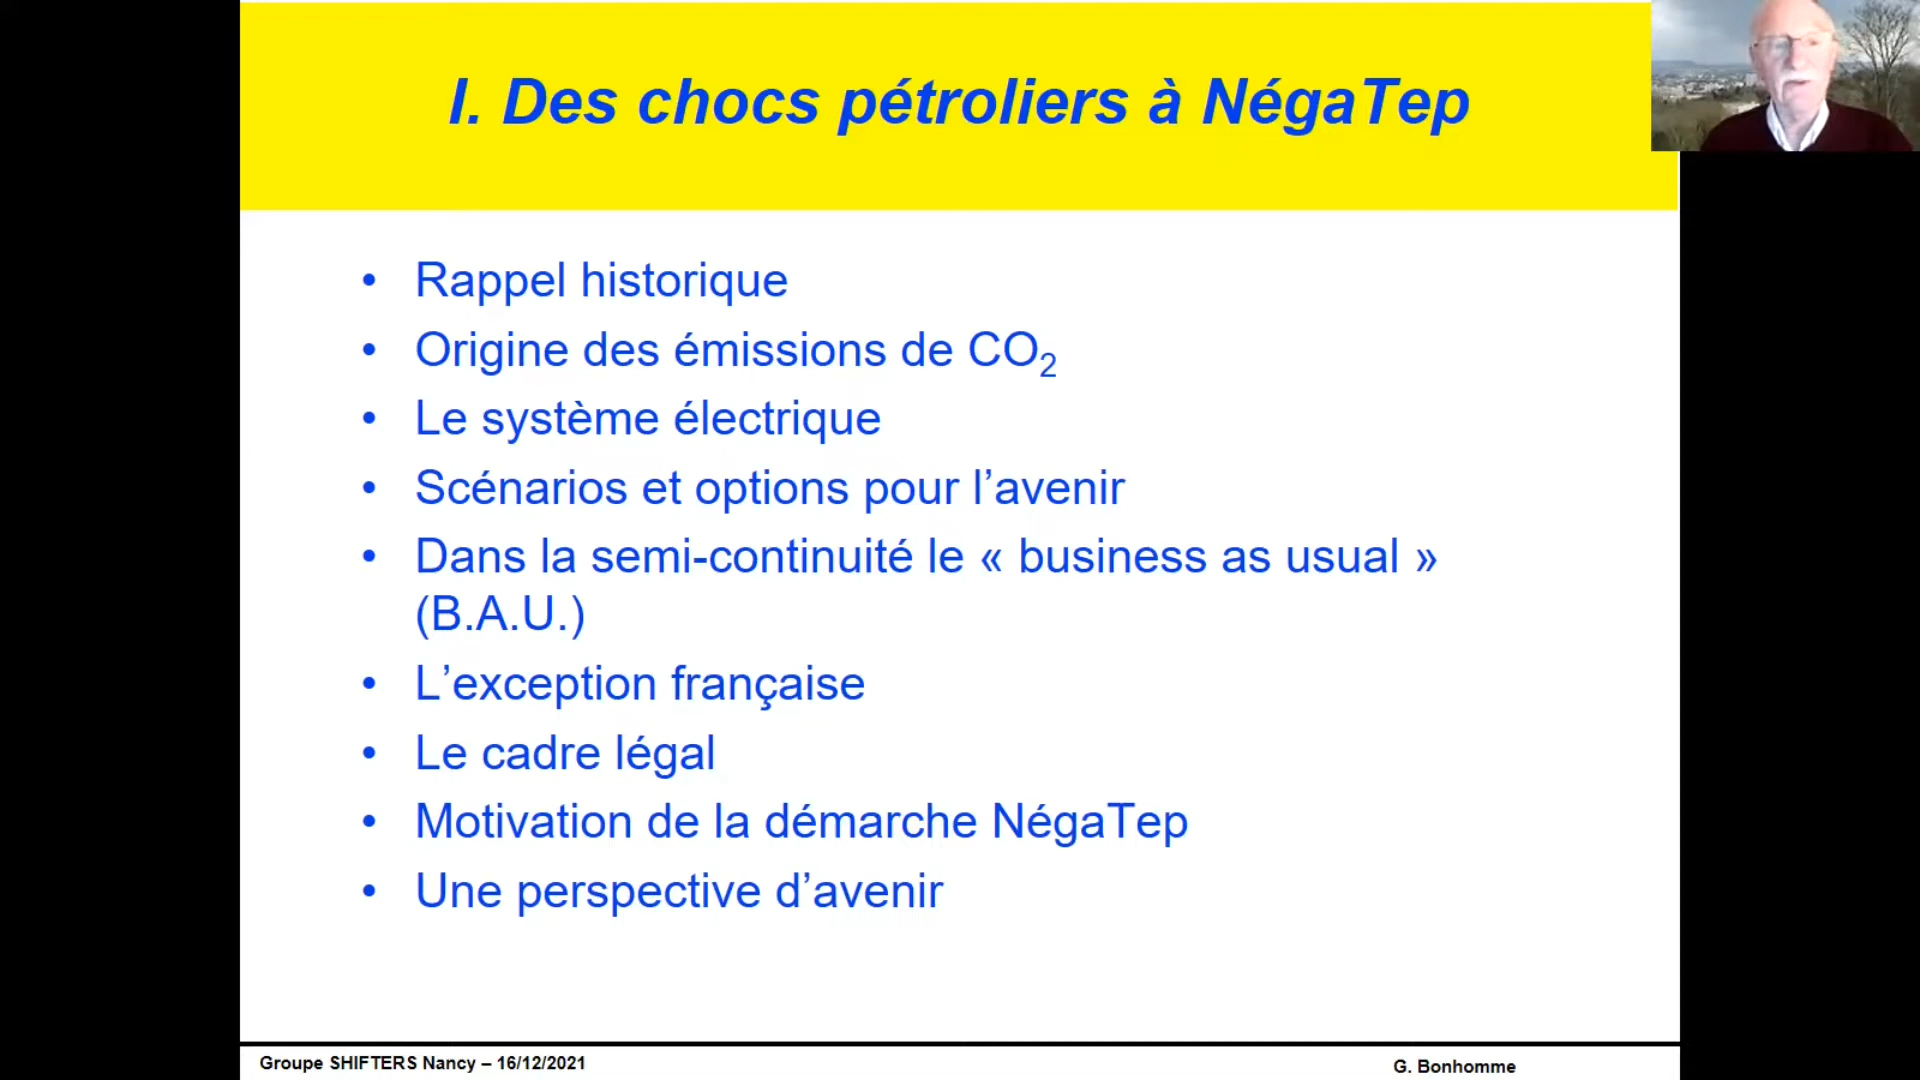 I. Des chocs pétroliers à NégaTep
• Rappel historique
• Origine des émissions de CO₂
• Le système électrique
• Scénarios et options pour l’avenir
• Dans la semi-continuité le « business as usual »
(B.A.U.)
• L’exception française
• Le cadre légal
• Motivation de la démarche NégaTep
• Une perspective d’avenir
Groupe SHIFTERS Nancy – 16/12/2021
G. Bonhomme